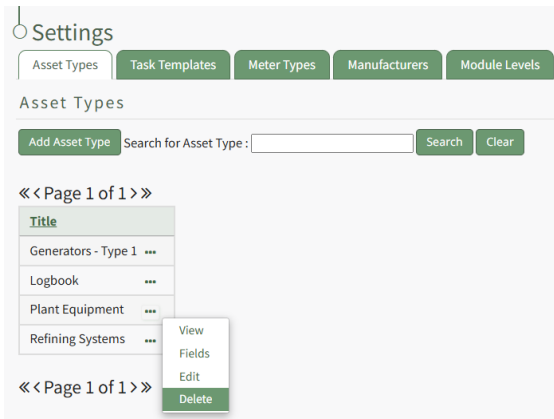 Settings
Asset Types Task Templates Meter Types Manufacturers Module Levels
Asset Types
Add Asset Type Search for Asset Type : Search Clear
« < Page 1 of 1 > »
Title
Generators - Type 1 •••
Logbook •••
Plant Equipment •••
Refining Systems •••
View
Fields
Edit
Delete
« < Page 1 of 1 > »